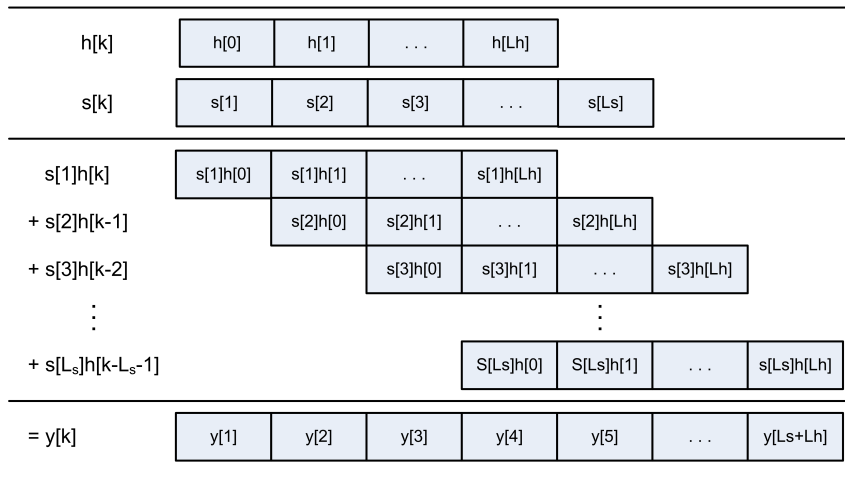 h[k] h[0] h[1] . . . h[Lh]
s[k] s[1] s[2] s[3] . . . s[Ls]
s[1]h[k] s[1]h[0] s[1]h[1] . . . s[1]h[Lh]
+ s[2]h[k-1] s[2]h[0] s[2]h[1] . . . s[2]h[Lh]
+ s[3]h[k-2] s[3]h[0] s[3]h[1] . . . s[3]h[Lh]
⋮ ⋮
+ s[Lₛ]h[k-Lₛ-1] S[Ls]h[0] S[Ls]h[1] . . . s[Ls]h[Lh]
= y[k] y[1] y[2] y[3] y[4] y[5] . . . y[Ls+Lh]